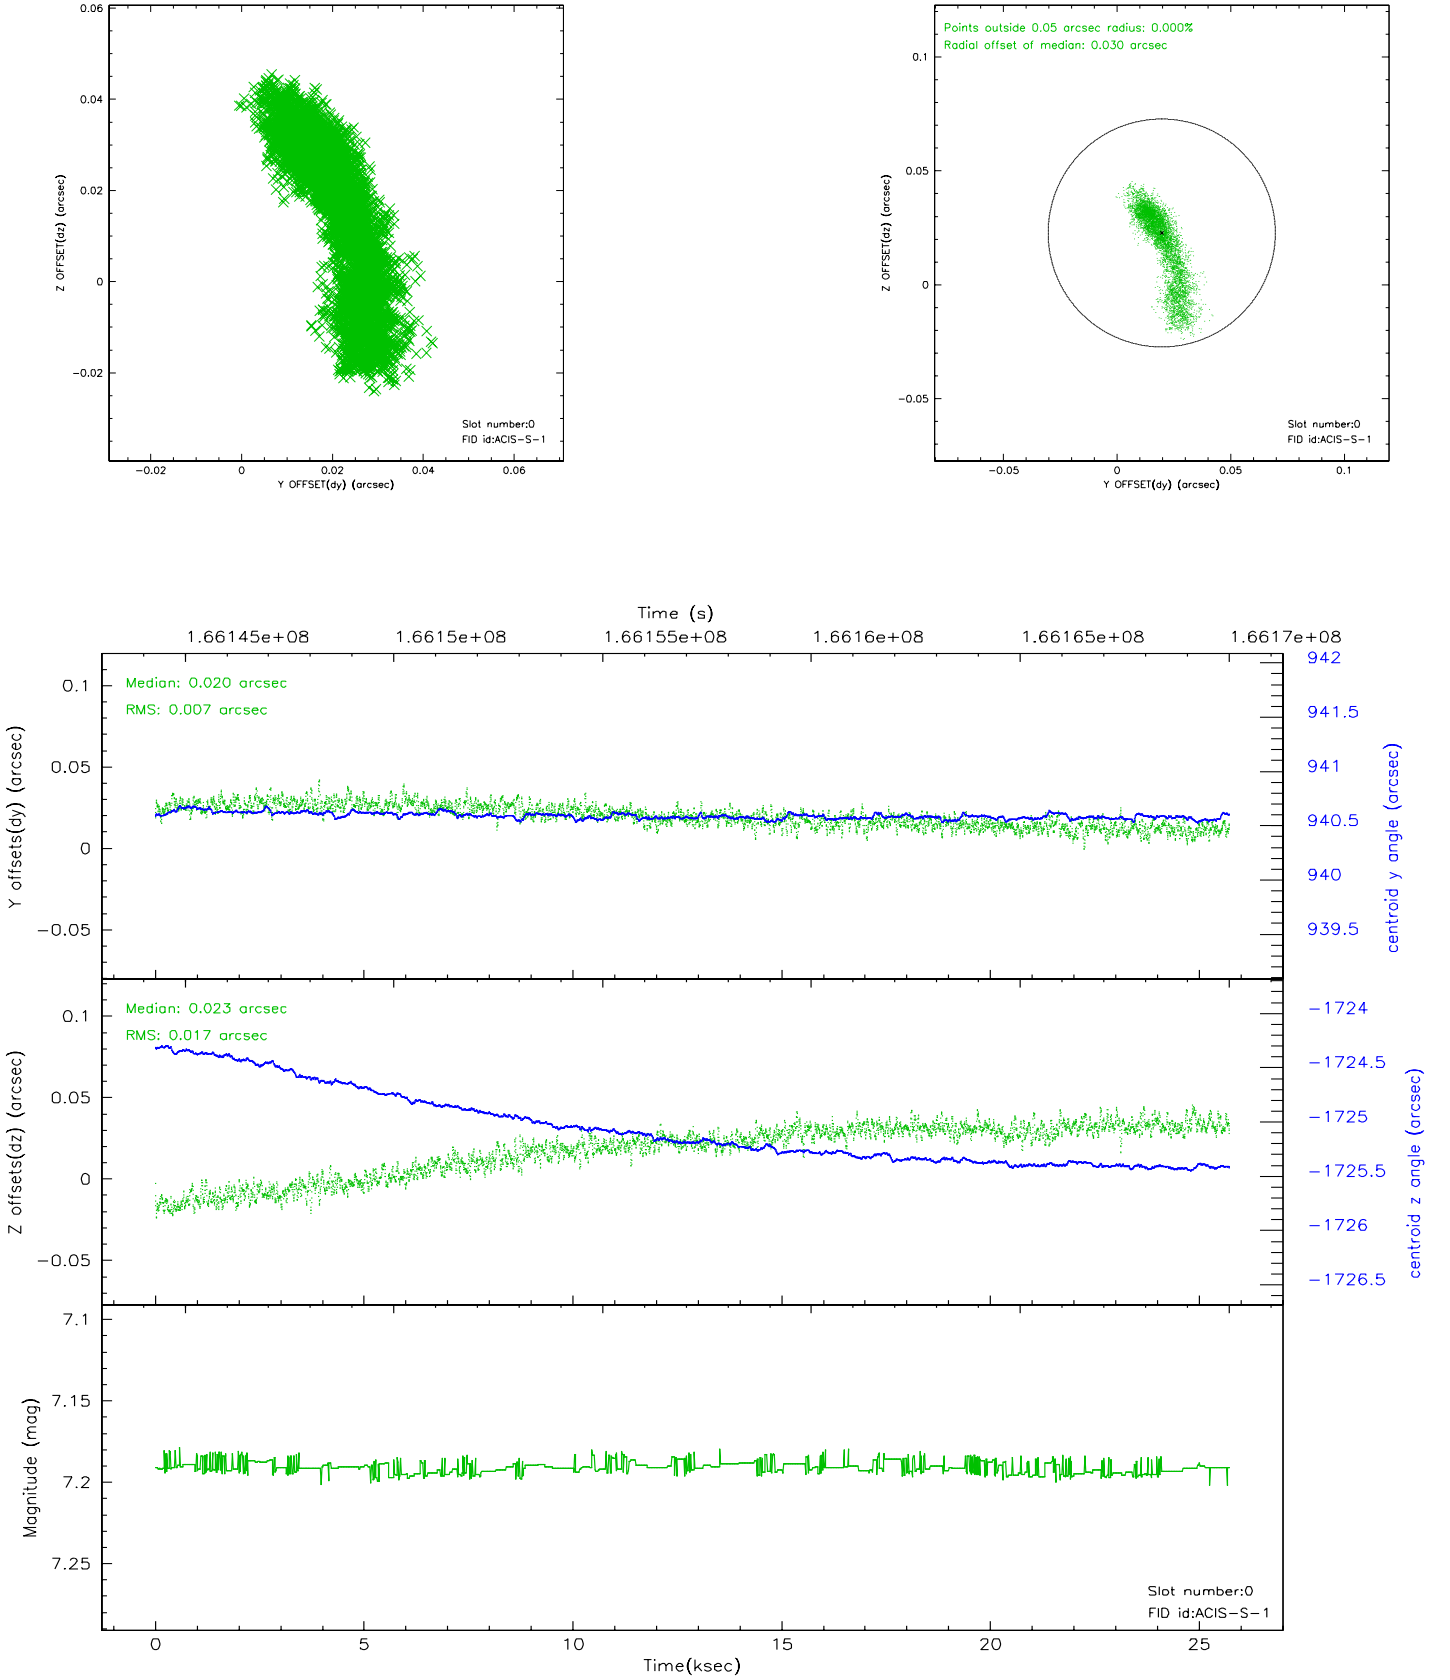 0.06
0.04
0.02
0
−0.02
Z OFFSET(dz) (arcsec)
Slot number:0
FID id:ACIS−S−1
−0.02 0 0.02 0.04 0.06
Y OFFSET(dy) (arcsec)
Points outside 0.05 arcsec radius: 0.000%
Radial offset of median: 0.030 arcsec
0.1
0.05
0
−0.05
Z OFFSET(dz) (arcsec)
Slot number:0
FID id:ACIS−S−1
−0.05 0 0.05 0.1
Y OFFSET(dy) (arcsec)
Time (s)
1.66145e+08 1.6615e+08 1.66155e+08 1.6616e+08 1.66165e+08 1.6617e+08
Median: 0.020 arcsec
RMS: 0.007 arcsec
0.1
0.05
0
−0.05
Y offsets(dy) (arcsec)
942
941.5
941
940.5
940
939.5
centroid y angle (arcsec)
Median: 0.023 arcsec
RMS: 0.017 arcsec
0.1
0.05
0
−0.05
Z offsets(dz) (arcsec)
−1724
−1724.5
−1725
−1725.5
−1726
−1726.5
centroid z angle (arcsec)
7.1
7.15
7.2
7.25
Magnitude (mag)
Slot number:0
FID id:ACIS−S−1
0 5 10 15 20 25
Time(ksec)